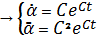 →{α̇ = Ce^{Ct}
α̈ = C²e^{Ct}